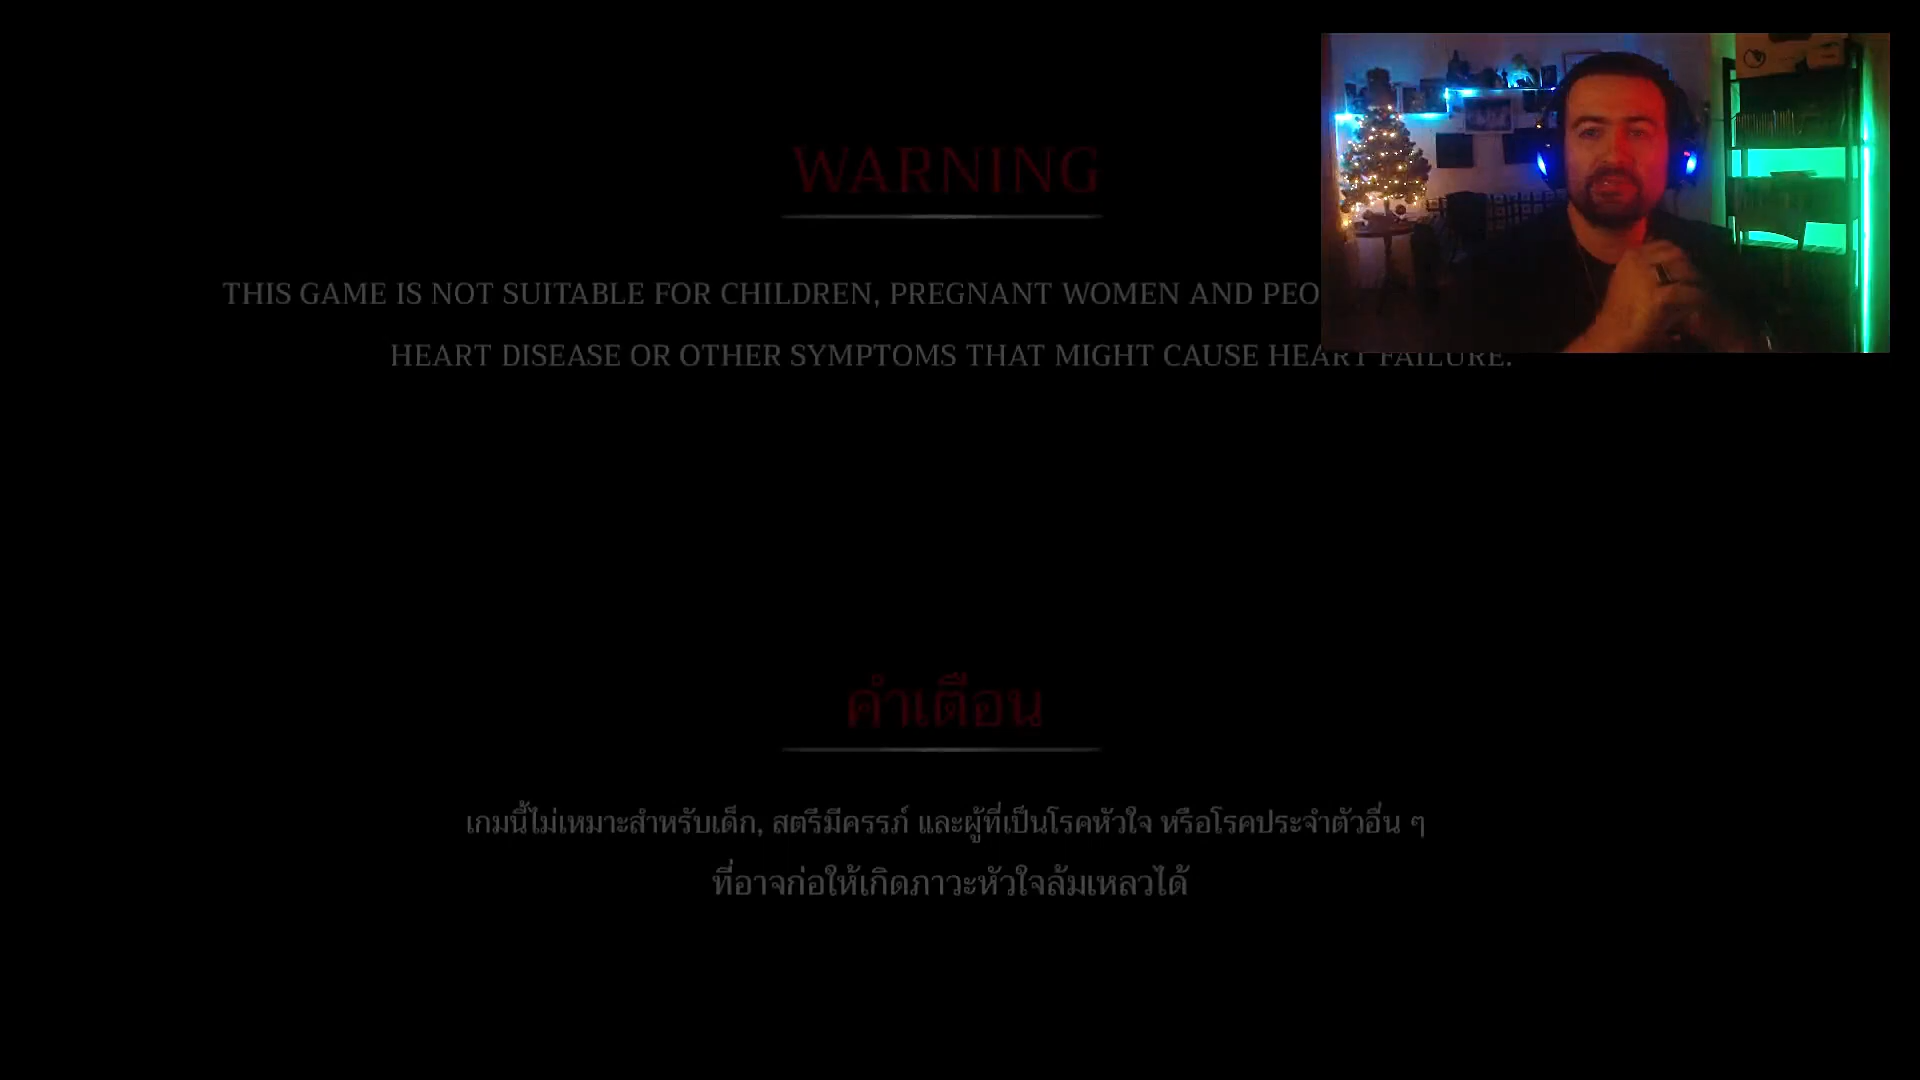 WARNING
THIS GAME IS NOT SUITABLE FOR CHILDREN, PREGNANT WOMEN AND PEO
HEART DISEASE OR OTHER SYMPTOMS THAT MIGHT CAUSE HEART FAILURE.
คำเตือน
เกมนี้ไม่เหมาะสำหรับเด็ก, สตรีมีครรภ์ และผู้ที่เป็นโรคหัวใจ หรือโรคประจำตัวอื่น ๆ
ที่อาจก่อให้เกิดภาวะหัวใจล้มเหลวได้